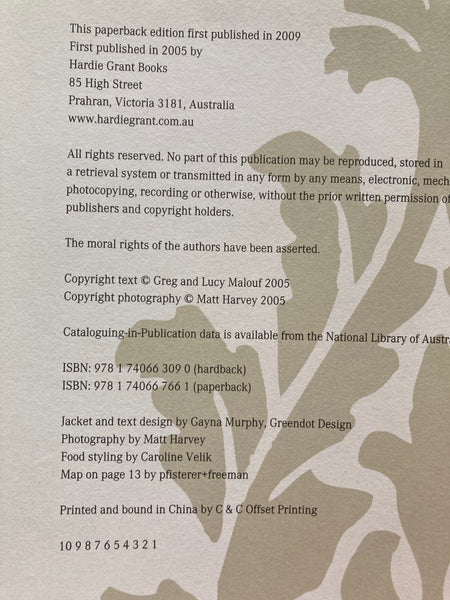 This paperback edition first published in 2009
First published in 2005 by
Hardie Grant Books
85 High Street
Prahran, Victoria 3181, Australia
www.hardiegrant.com.au
All rights reserved. No part of this publication may be reproduced, stored in
a retrieval system or transmitted in any form by any means, electronic, mech
photocopying, recording or otherwise, without the prior written permission of
publishers and copyright holders.
The moral rights of the authors have been asserted.
Copyright text © Greg and Lucy Malouf 2005
Copyright photography © Matt Harvey 2005
Cataloguing-in-Publication data is available from the National Library of Austr
ISBN: 978 1 74066 309 0 (hardback)
ISBN: 978 1 74066 766 1 (paperback)
Jacket and text design by Gayna Murphy, Greendot Design
Photography by Matt Harvey
Food styling by Caroline Velik
Map on page 13 by pfisterer+freeman
Printed and bound in China by C & C Offset Printing
10 9 8 7 6 5 4 3 2 1